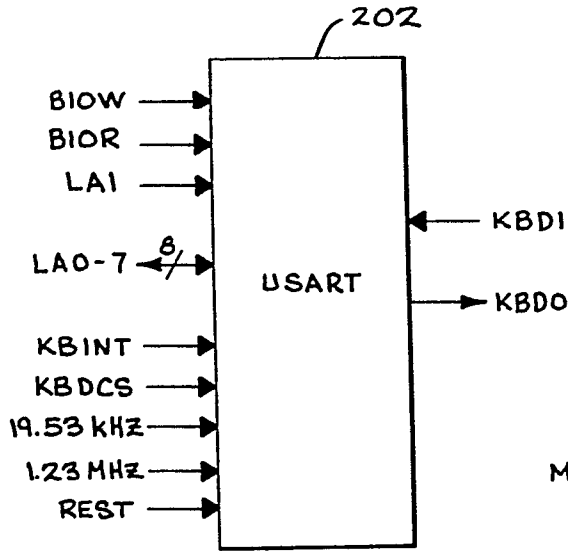 202
BIOW
BIOR
LA1
LA0-7
8
USART
KBDI
KBDO
KBINT
KBDCS
19.53 kHz
1.23 MHz
REST
M